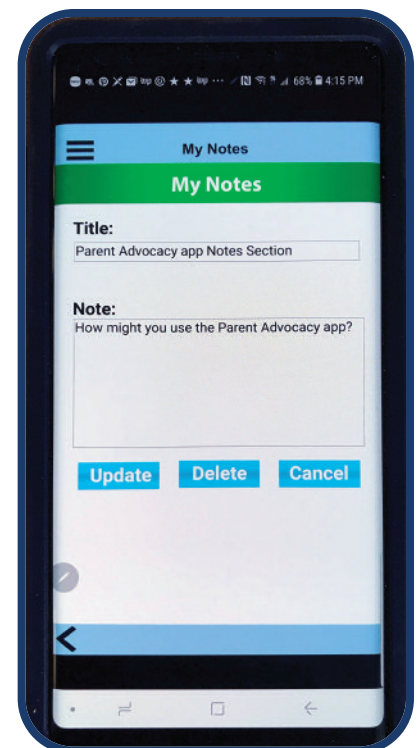 68% 4:15 PM
My Notes
My Notes
Title:
Parent Advocacy app Notes Section
Note:
How might you use the Parent Advocacy app?
Update Delete Cancel